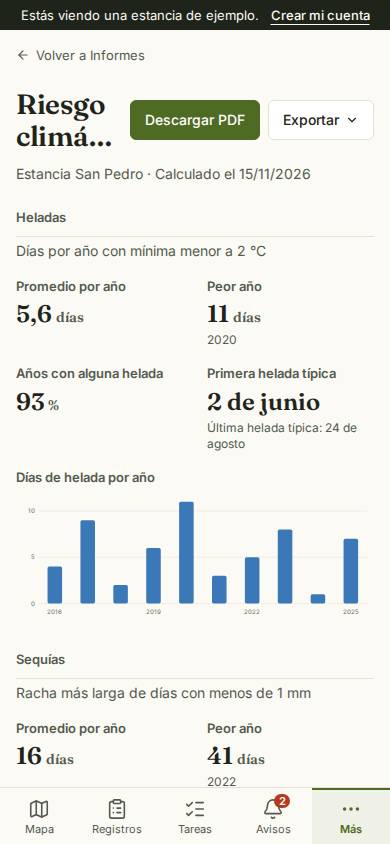 Estás viendo una estancia de ejemplo. Crear mi cuenta
← Volver a Informes
Riesgo
climá...
Descargar PDF
Exportar
Estancia San Pedro · Calculado el 15/11/2026
Heladas
Días por año con mínima menor a 2 °C
Promedio por año
5,6 días
Peor año
11 días
2020
Años con alguna helada
93 %
Primera helada típica
2 de junio
Última helada típica: 24 de
agosto
Días de helada por año
10
5
0
2016 2019 2022 2025
Sequías
Racha más larga de días con menos de 1 mm
Promedio por año
16 días
Peor año
41 días
2022
Mapa
Registros
Tareas
2
Avisos
Más